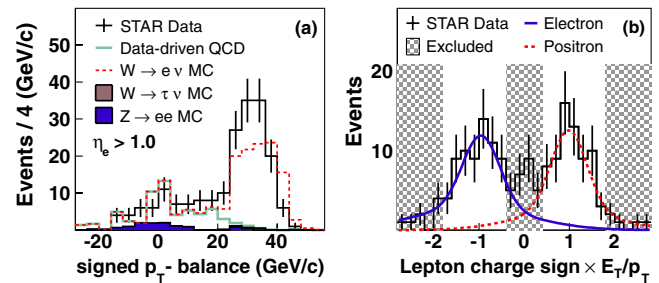 (a)
STAR Data
Data-driven QCD
W → e ν MC
W → τ ν MC
Z → ee MC
η_e > 1.0
Events / 4 (GeV/c)
50
40
30
20
10
-20 0 20 40
signed p_T- balance (GeV/c)
STAR Data Electron
Excluded Positron
(b)
Events
20
10
-2 -1 0 1 2
Lepton charge sign × E_T/p_T